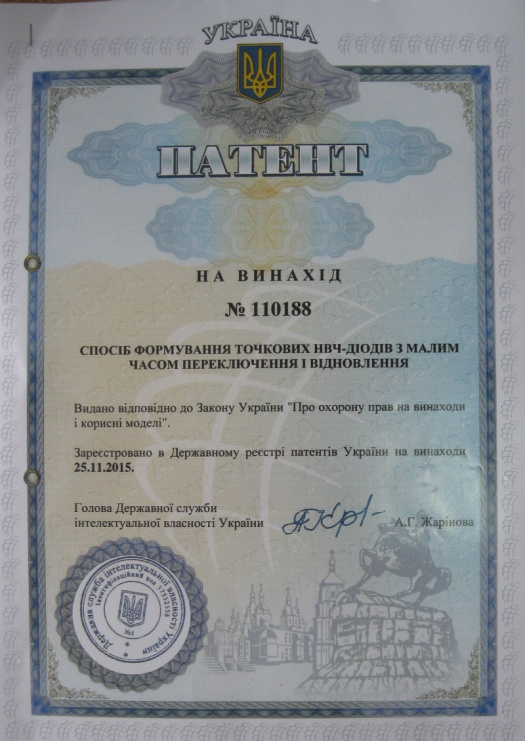 УКРАЇНА
ПАТЕНТ
НА ВИНАХІД
№ 110188
СПОСІБ ФОРМУВАННЯ ТОЧКОВИХ НВЧ-ДІОДІВ З МАЛИМ
ЧАСОМ ПЕРЕКЛЮЧЕННЯ І ВІДНОВЛЕННЯ
Видано відповідно до Закону України "Про охорону прав на винаходи
і корисні моделі".
Зареєстровано в Державному реєстрі патентів України на винаходи
25.11.2015.
Голова Державної служби
інтелектуальної власності України
А.Г. Жарінова
Державна служба інтелектуальної власності України
Ідентифікаційний код
№1